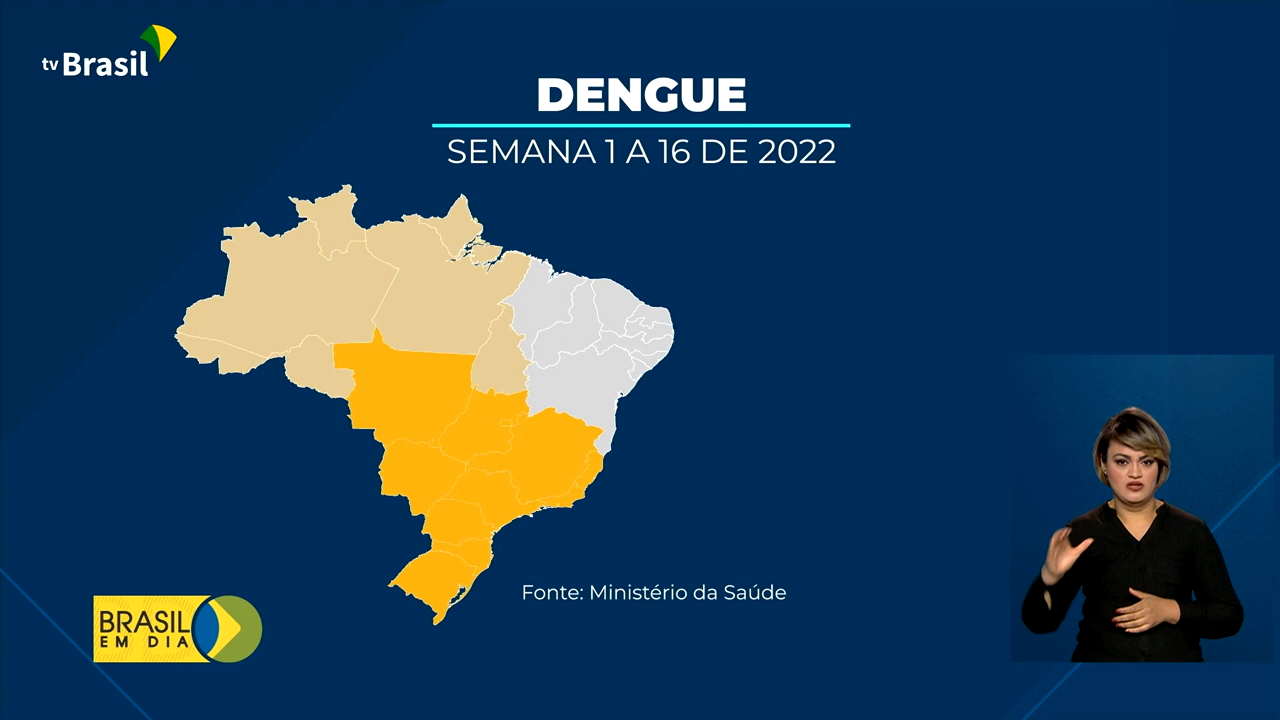 tv Brasil
DENGUE
SEMANA 1 A 16 DE 2022
Fonte: Ministério da Saúde
BRASIL
EM DIA